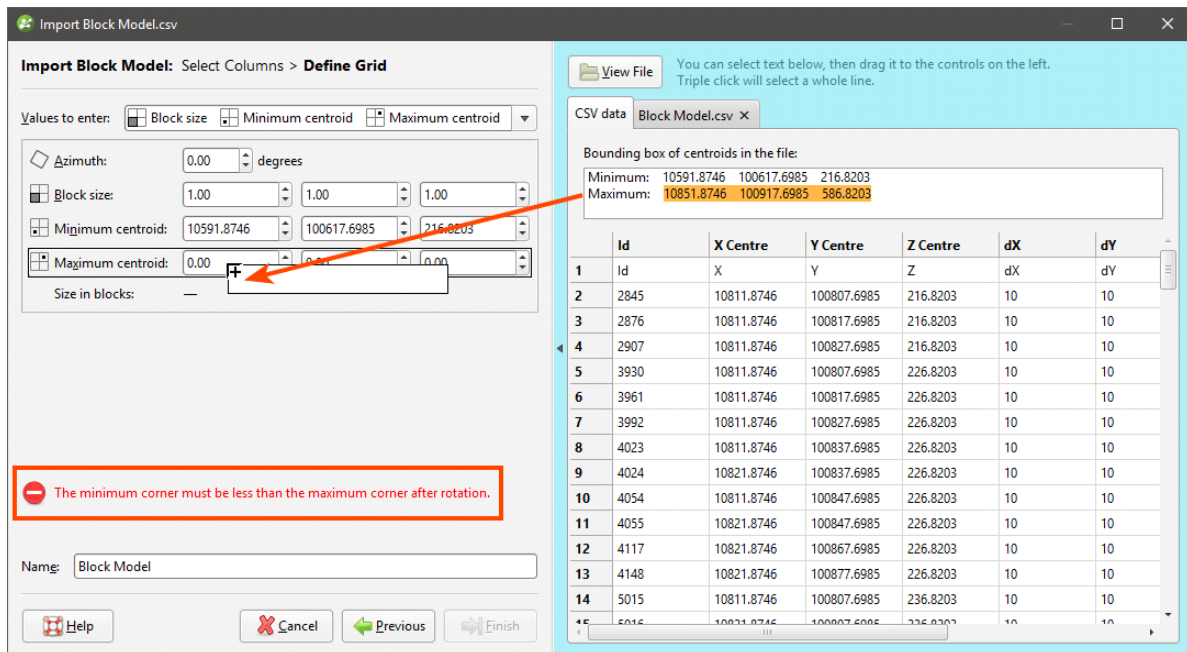 Import Block Model.csv
Import Block Model: Select Columns > Define Grid
Values to enter: Block size Minimum centroid Maximum centroid
Azimuth: 0.00 degrees
Block size: 1.00 1.00 1.00
Minimum centroid: 10591.8746 100617.6985 216.8203
Maximum centroid: 0.00 0.00 0.00
Size in blocks: —
The minimum corner must be less than the maximum corner after rotation.
Name: Block Model
Help Cancel Previous Finish
View File
You can select text below, then drag it to the controls on the left.
Triple click will select a whole line.
CSV data Block Model.csv
Bounding box of centroids in the file:
Minimum: 10591.8746 100617.6985 216.8203
Maximum: 10851.8746 100917.6985 586.8203
Id X Centre Y Centre Z Centre dX dY
1 Id X Y Z dX dY
2 2845 10811.8746 100807.6985 216.8203 10 10
3 2876 10811.8746 100817.6985 216.8203 10 10
4 2907 10811.8746 100827.6985 216.8203 10 10
5 3930 10811.8746 100807.6985 226.8203 10 10
6 3961 10811.8746 100817.6985 226.8203 10 10
7 3992 10811.8746 100827.6985 226.8203 10 10
8 4023 10811.8746 100837.6985 226.8203 10 10
9 4024 10821.8746 100837.6985 226.8203 10 10
10 4054 10811.8746 100847.6985 226.8203 10 10
11 4055 10821.8746 100847.6985 226.8203 10 10
12 4117 10821.8746 100867.6985 226.8203 10 10
13 4148 10821.8746 100877.6985 226.8203 10 10
14 5015 10811.8746 100807.6985 236.8203 10 10